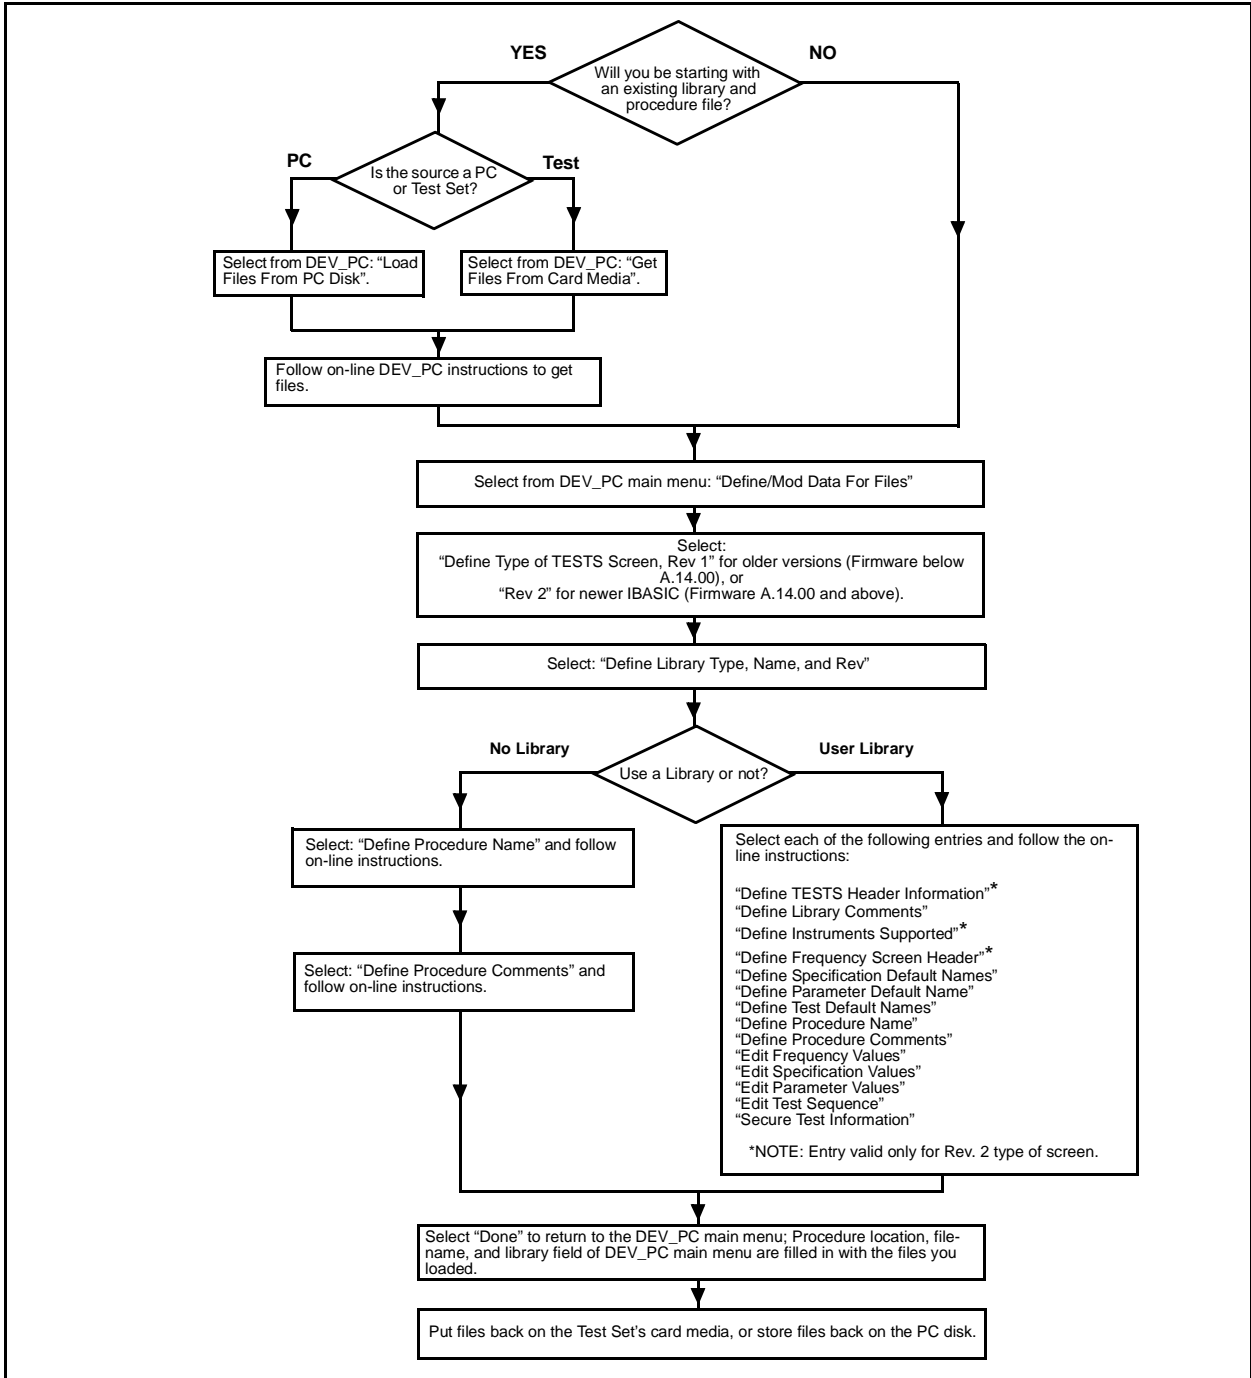 YES
NO
Will you be starting with
an existing library and
procedure file?
PC
Test
Is the source a PC
or Test Set?
Select from DEV_PC: “Load
Files From PC Disk”.
Select from DEV_PC: “Get
Files From Card Media”.
Follow on-line DEV_PC instructions to get
files.
Select from DEV_PC main menu: “Define/Mod Data For Files”
Select:
“Define Type of TESTS Screen, Rev 1” for older versions (Firmware below
A.14.00), or
“Rev 2” for newer IBASIC (Firmware A.14.00 and above).
Select: “Define Library Type, Name, and Rev”
No Library
User Library
Use a Library or not?
Select: “Define Procedure Name” and follow
on-line instructions.
Select: “Define Procedure Comments” and
follow on-line instructions.
Select each of the following entries and follow the on-
line instructions:
“Define TESTS Header Information”*
“Define Library Comments”
“Define Instruments Supported”*
“Define Frequency Screen Header”*
“Define Specification Default Names”
“Define Parameter Default Name”
“Define Test Default Names”
“Define Procedure Name”
“Define Procedure Comments”
“Edit Frequency Values”
“Edit Specification Values”
“Edit Parameter Values”
“Edit Test Sequence”
“Secure Test Information”
*NOTE: Entry valid only for Rev. 2 type of screen.
Select “Done” to return to the DEV_PC main menu; Procedure location, file-
name, and library field of DEV_PC main menu are filled in with the files you
loaded.
Put files back on the Test Set’s card media, or store files back on the PC disk.